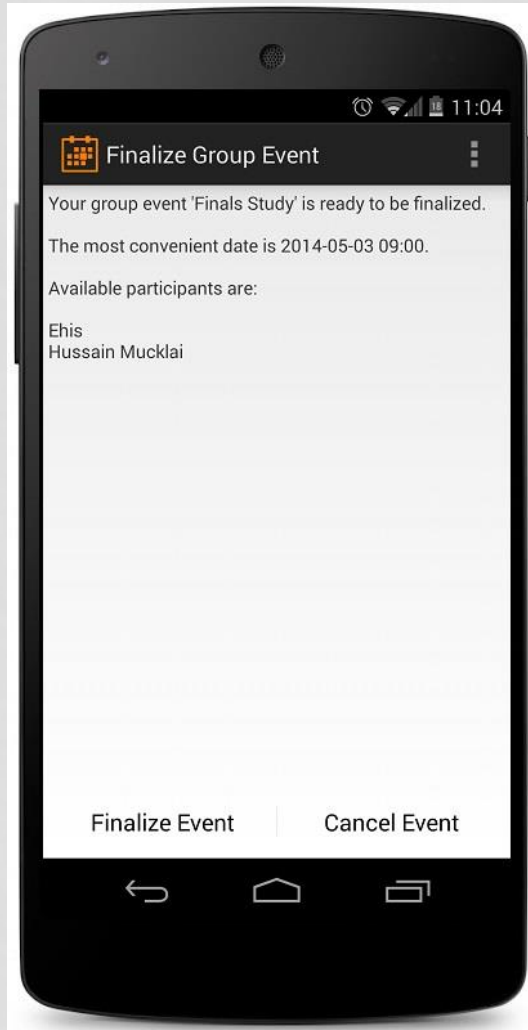 18 11:04
Finalize Group Event
Your group event 'Finals Study' is ready to be finalized.
The most convenient date is 2014-05-03 09:00.
Available participants are:
Ehis
Hussain Mucklai
Finalize Event Cancel Event